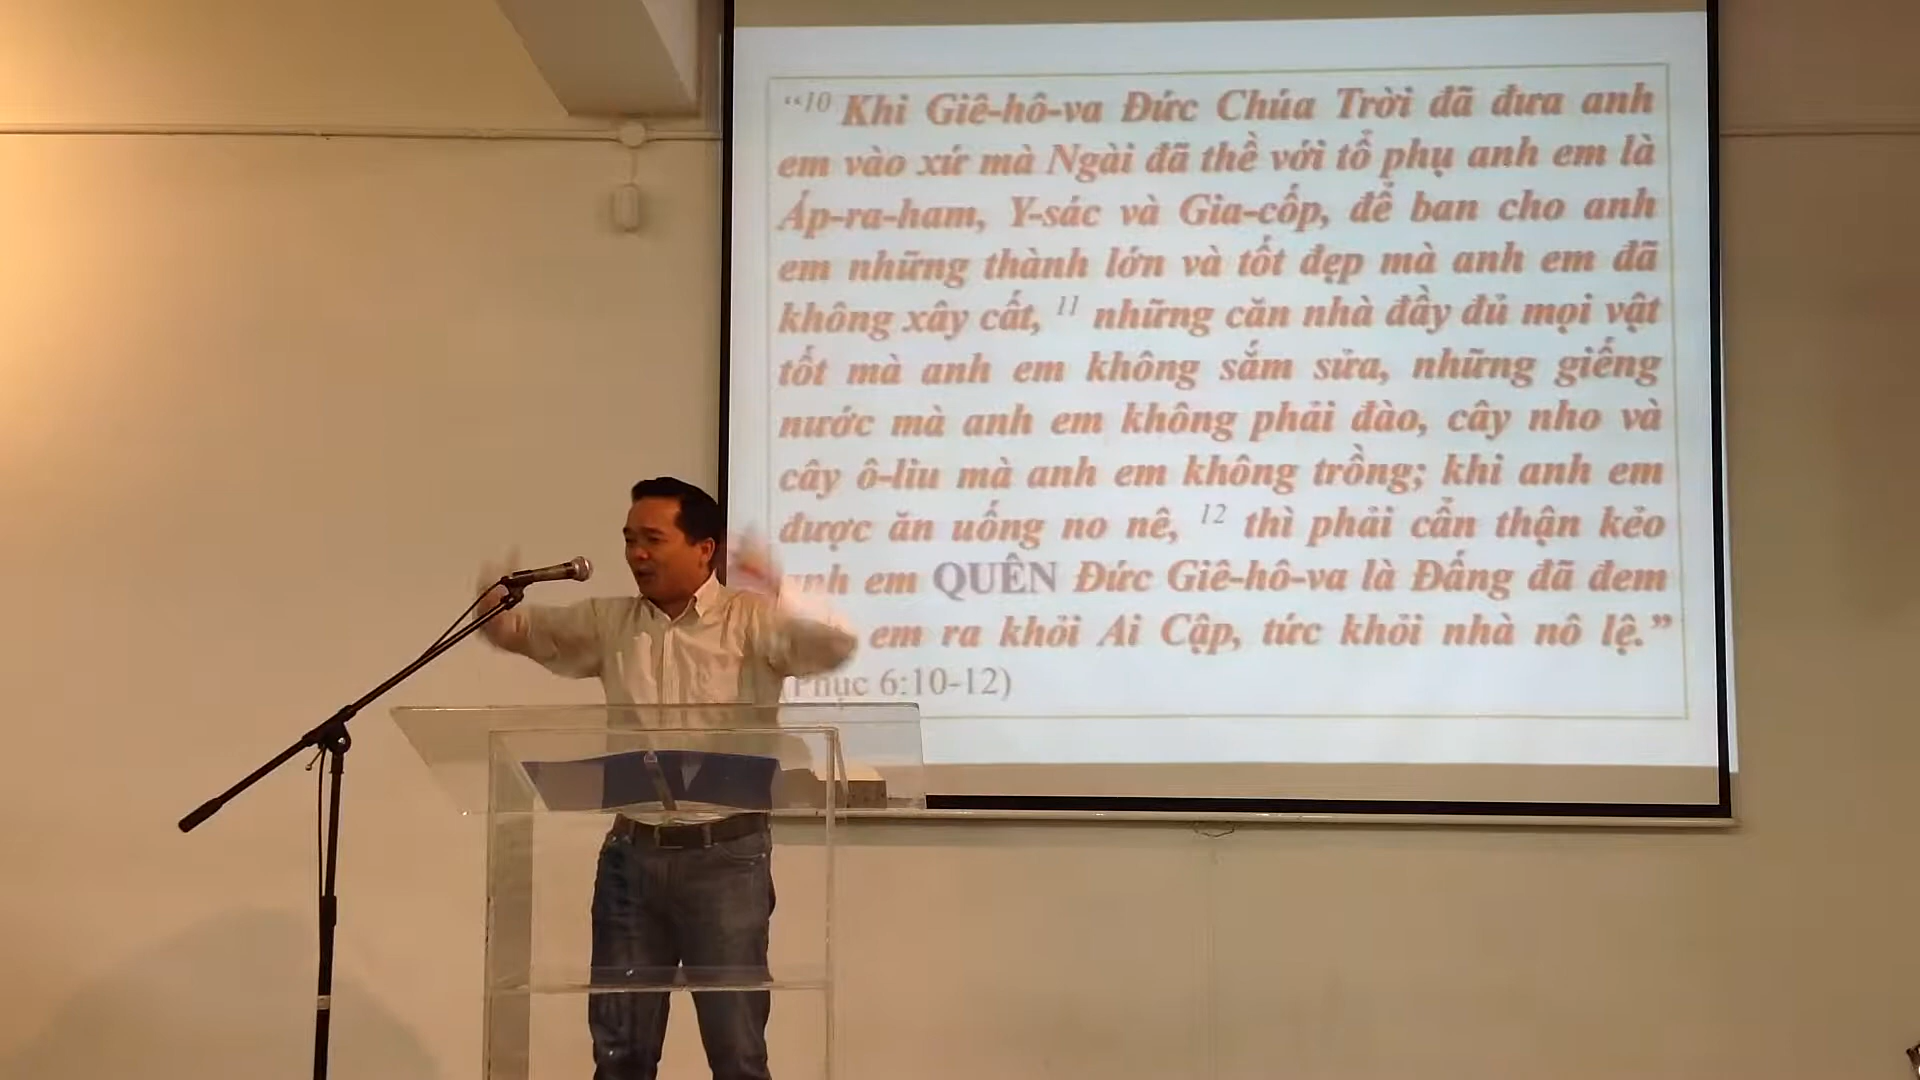 “10 Khi Giê-hô-va Đức Chúa Trời đã đưa anh
em vào xứ mà Ngài đã thề với tổ phụ anh em là
Áp-ra-ham, Y-sác và Gia-cốp, để ban cho anh
em những thành lớn và tốt đẹp mà anh em đã
không xây cất, 11 những căn nhà đầy đủ mọi vật
tốt mà anh em không sắm sửa, những giếng
nước mà anh em không phải đào, cây nho và
cây ô-liu mà anh em không trồng; khi anh em
được ăn uống no nê, 12 thì phải cẩn thận kẻo
anh em QUÊN Đức Giê-hô-va là Đấng đã đem
em ra khỏi Ai Cập, tức khỏi nhà nô lệ.”
(Phục 6:10-12)